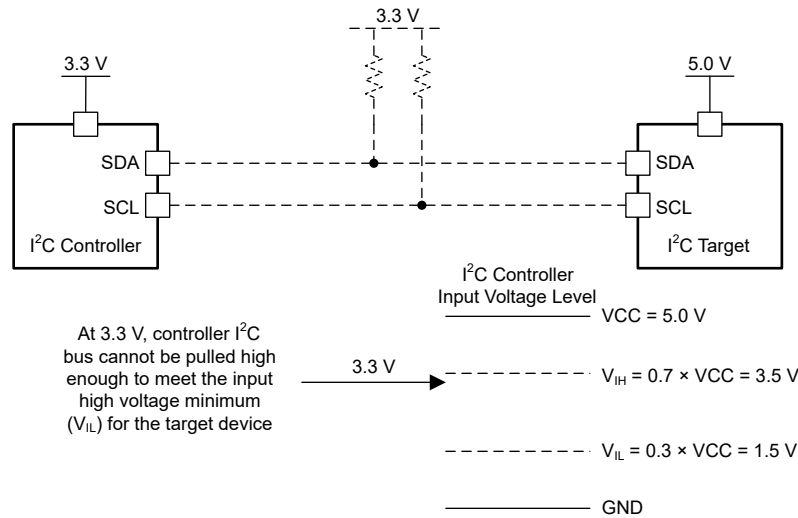 3.3 V
3.3 V
5.0 V
SDA
SDA
SCL
SCL
I²C Controller
I²C Target
I²C Controller
Input Voltage Level
VCC = 5.0 V
At 3.3 V, controller I²C
bus cannot be pulled high
enough to meet the input
high voltage minimum
(V_IL) for the target device
3.3 V
V_IH = 0.7 × VCC = 3.5 V
V_IL = 0.3 × VCC = 1.5 V
GND